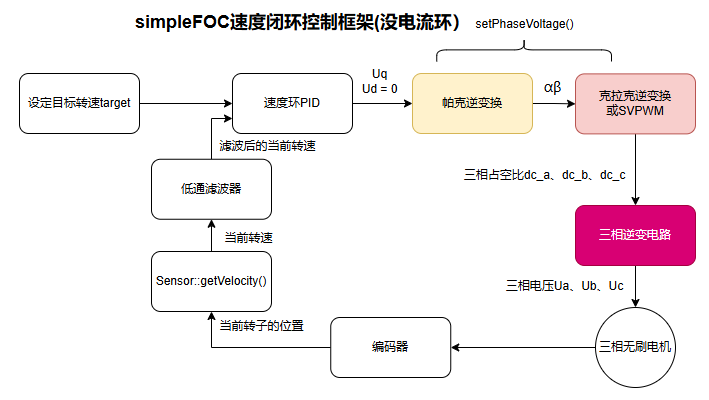 simpleFOC速度闭环控制框架(没电流环）
setPhaseVoltage()
设定目标转速target
速度环PID
Uq
Ud = 0
帕克逆变换
αβ
克拉克逆变换
或SVPWM
滤波后的当前转速
低通滤波器
三相占空比dc_a、dc_b、dc_c
三相逆变电路
当前转速
Sensor::getVelocity()
三相电压Ua、Ub、Uc
当前转子的位置
编码器
三相无刷电机